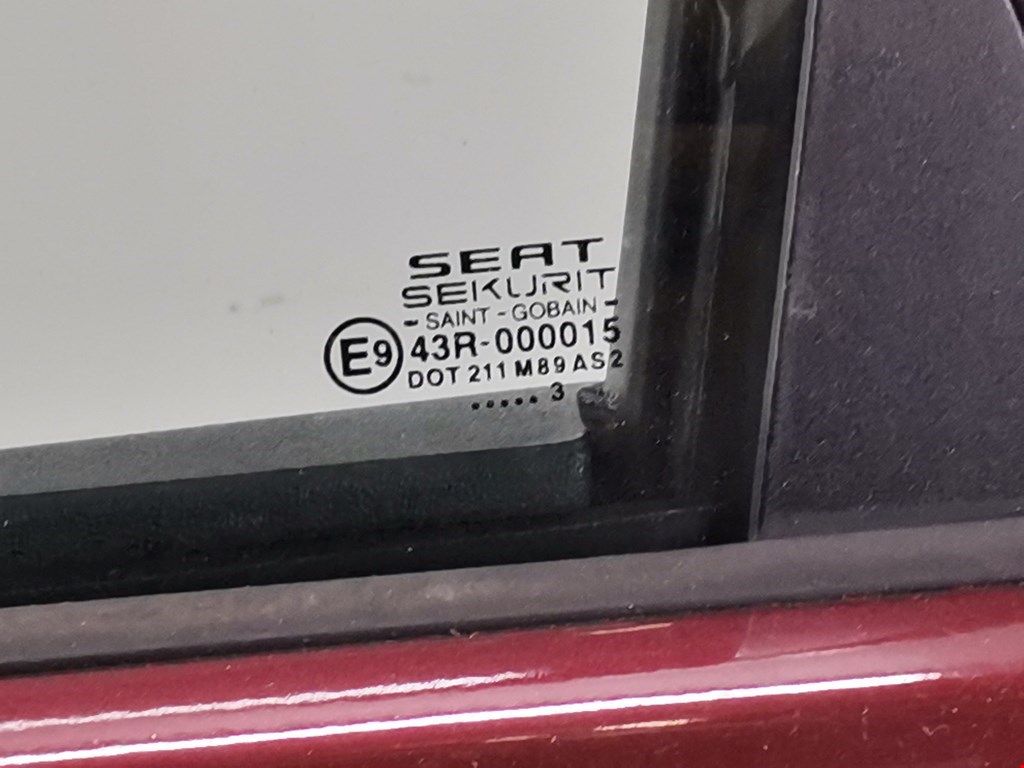 SEAT
SEKURIT
- SAINT - GOBAIN -
E9 43R-000015
DOT 211 M89 AS2
..... 3